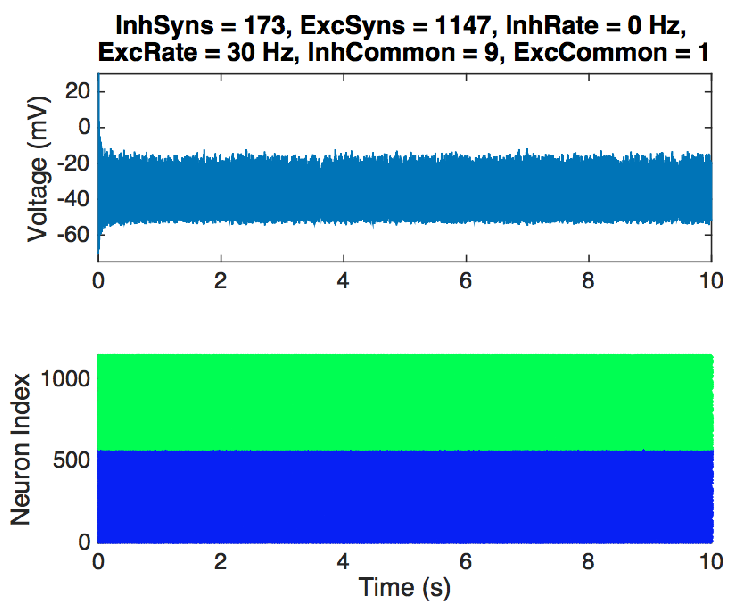 InhSyns = 173, ExcSyns = 1147, InhRate = 0 Hz,
ExcRate = 30 Hz, InhCommon = 9, ExcCommon = 1
Voltage (mV)
20
0
-20
-40
-60
0 2 4 6 8 10
Neuron Index
1000
500
0
0 2 4 6 8 10
Time (s)